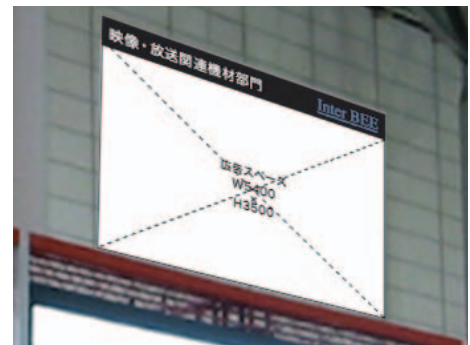 映像・放送関連機材部門
Inter BEE
広告スペース
W5400
×
H3500